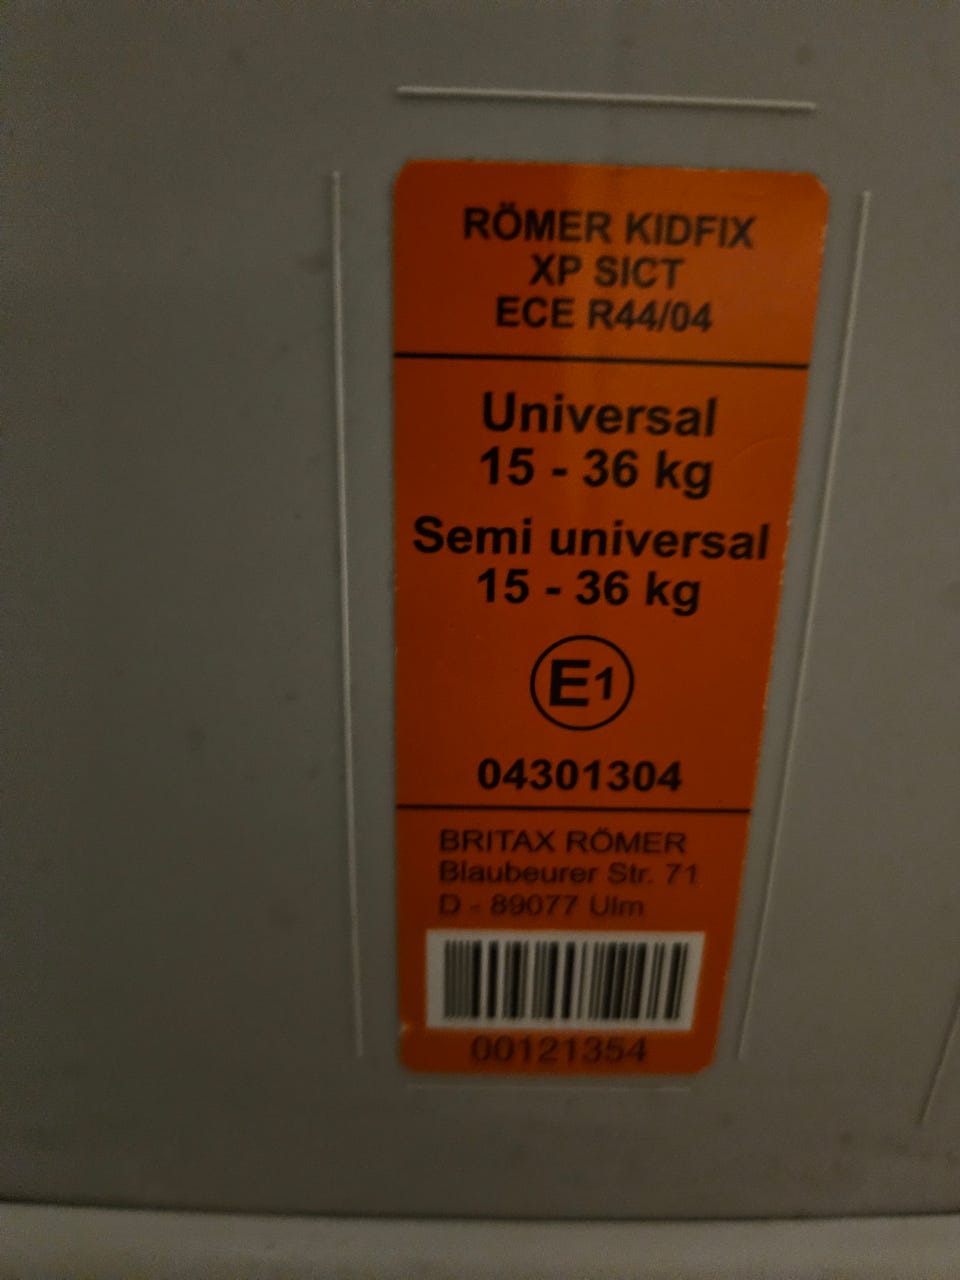 RÖMER KIDFIX
XP SICT
ECE R44/04
Universal
15 - 36 kg
Semi universal
15 - 36 kg
E1
04301304
BRITAX RÖMER
Blaubeurer Str. 71
D - 89077 Ulm
00121354